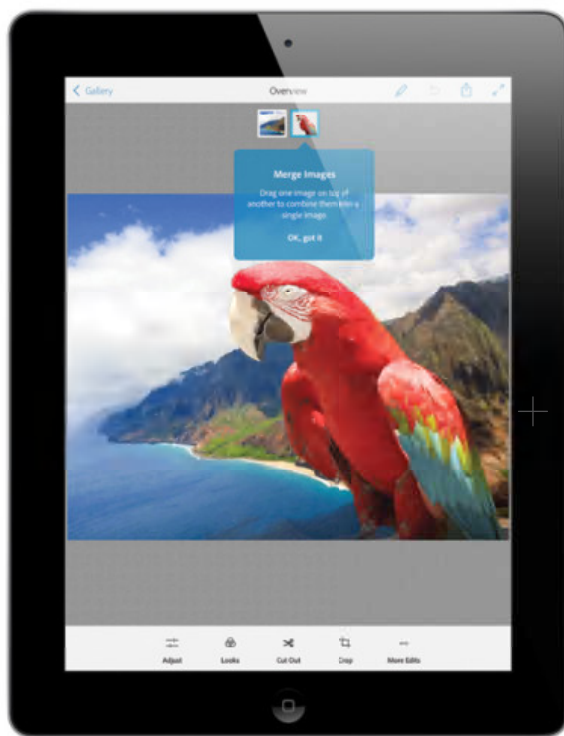 Gallery
Overview
Merge Images
Drag one image on top of
another to combine them into a
single image
OK, got it
Adjust
Looks
Cut Out
Crop
More Edits